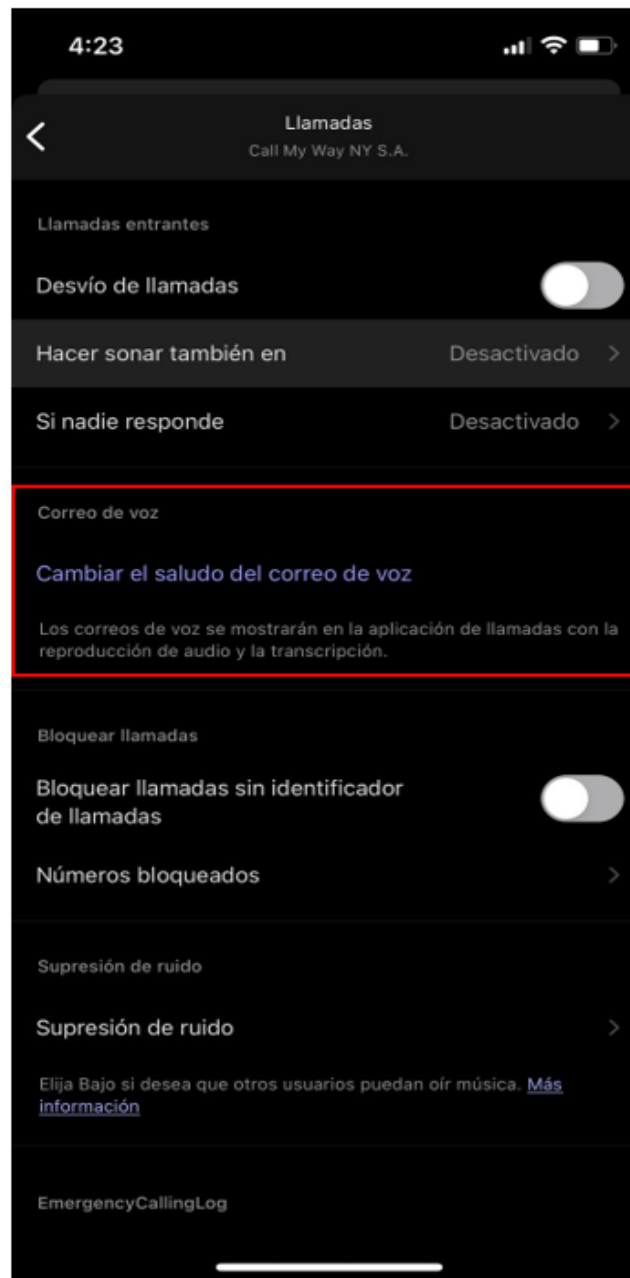 4:23
Llamadas
Call My Way NY S.A.
Llamadas entrantes
Desvío de llamadas
Hacer sonar también en Desactivado
Si nadie responde Desactivado
Correo de voz
Cambiar el saludo del correo de voz
Los correos de voz se mostrarán en la aplicación de llamadas con la
reproducción de audio y la transcripción.
Bloquear llamadas
Bloquear llamadas sin identificador
de llamadas
Números bloqueados
Supresión de ruido
Supresión de ruido
Elija Bajo si desea que otros usuarios puedan oír música. Más
información
EmergencyCallingLog